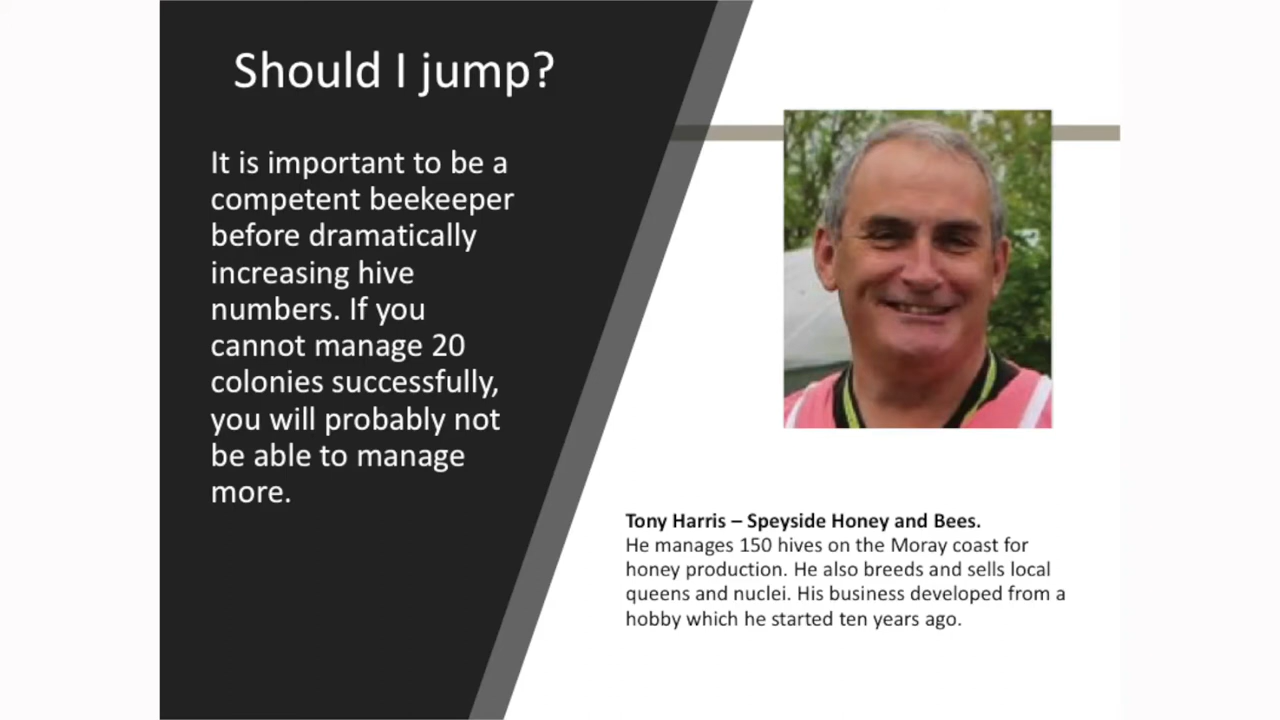 Should I jump?
It is important to be a
competent beekeeper
before dramatically
increasing hive
numbers. If you
cannot manage 20
colonies successfully,
you will probably not
be able to manage
more.
Tony Harris – Speyside Honey and Bees.
He manages 150 hives on the Moray coast for
honey production. He also breeds and sells local
queens and nuclei. His business developed from a
hobby which he started ten years ago.